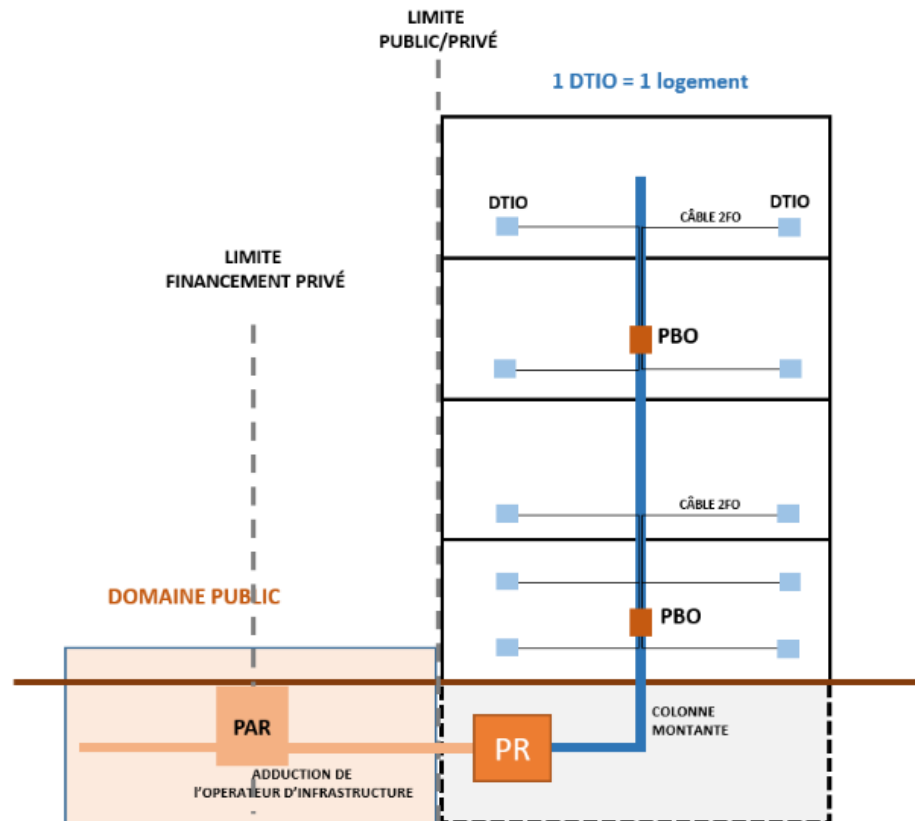 LIMITE
PUBLIC/PRIVÉ
1 DTIO = 1 logement
DTIO
CÂBLE 2FO
DTIO
LIMITE
FINANCEMENT PRIVÉ
PBO
CÂBLE 2FO
DOMAINE PUBLIC
PBO
PAR
PR
COLONNE
MONTANTE
ADDUCTION DE
l'OPERATEUR D'INFRASTRUCTURE